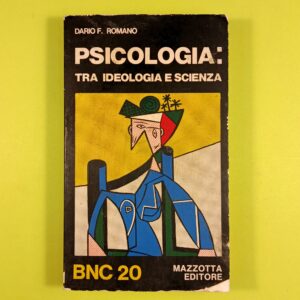 DARIO F. ROMANO
PSICOLOGIA:
TRA IDEOLOGIA E SCIENZA
BNC 20
MAZZOTTA
EDITORE